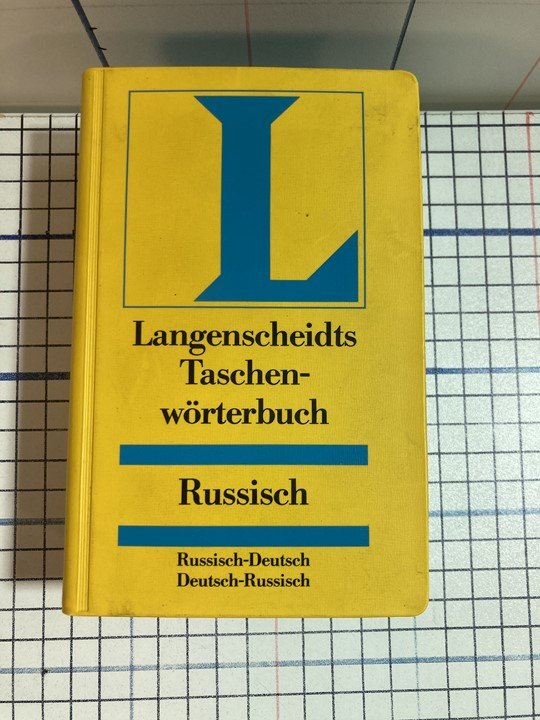 L
Langenscheidts
Taschen-
wörterbuch
Russisch
Russisch-Deutsch
Deutsch-Russisch